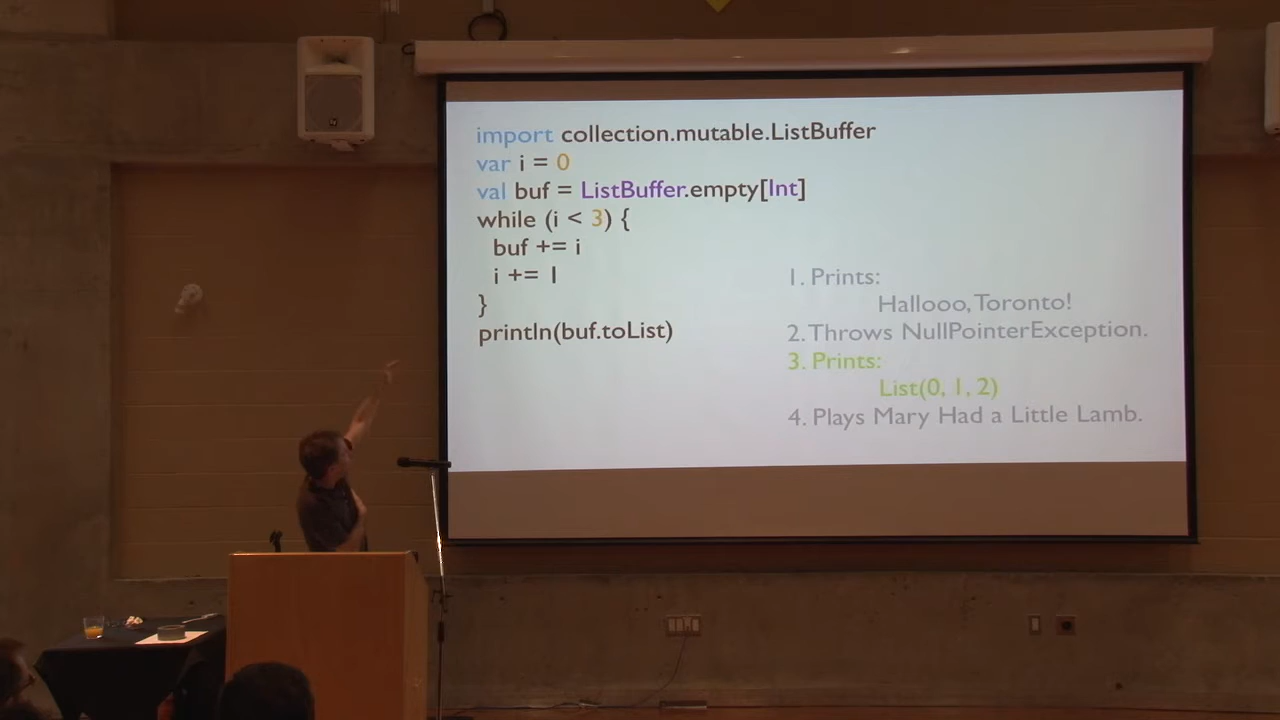 import collection.mutable.ListBuffer
var i = 0
val buf = ListBuffer.empty[Int]
while (i < 3) {
buf += i
i += 1
}
println(buf.toList)
1. Prints:
Hallooo, Toronto!
2. Throws NullPointerException.
3. Prints:
List(0, 1, 2)
4. Plays Mary Had a Little Lamb.